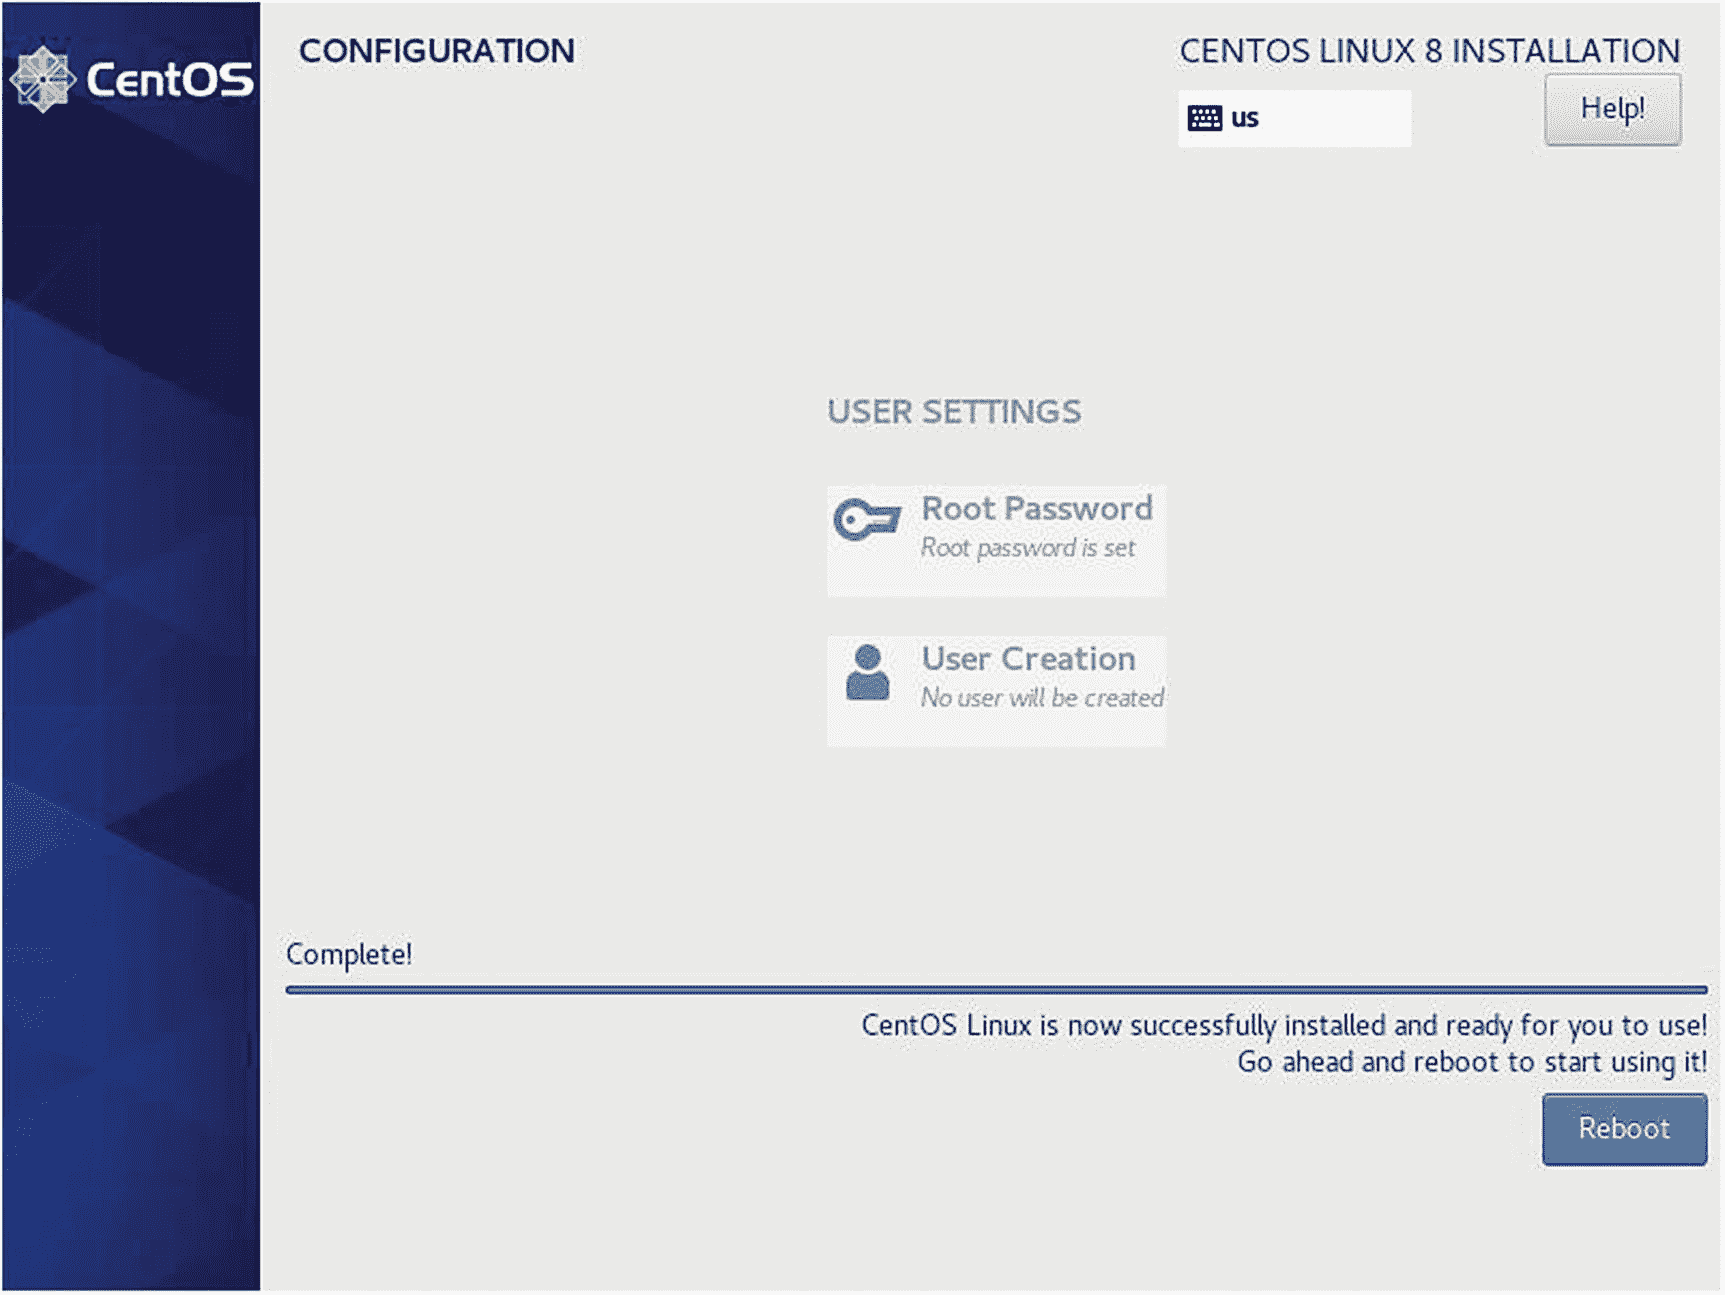 CentOS
CONFIGURATION
CENTOS LINUX 8 INSTALLATION
us
Help!
USER SETTINGS
Root Password
Root password is set
User Creation
No user will be created
Complete!
CentOS Linux is now successfully installed and ready for you to use!
Go ahead and reboot to start using it!
Reboot